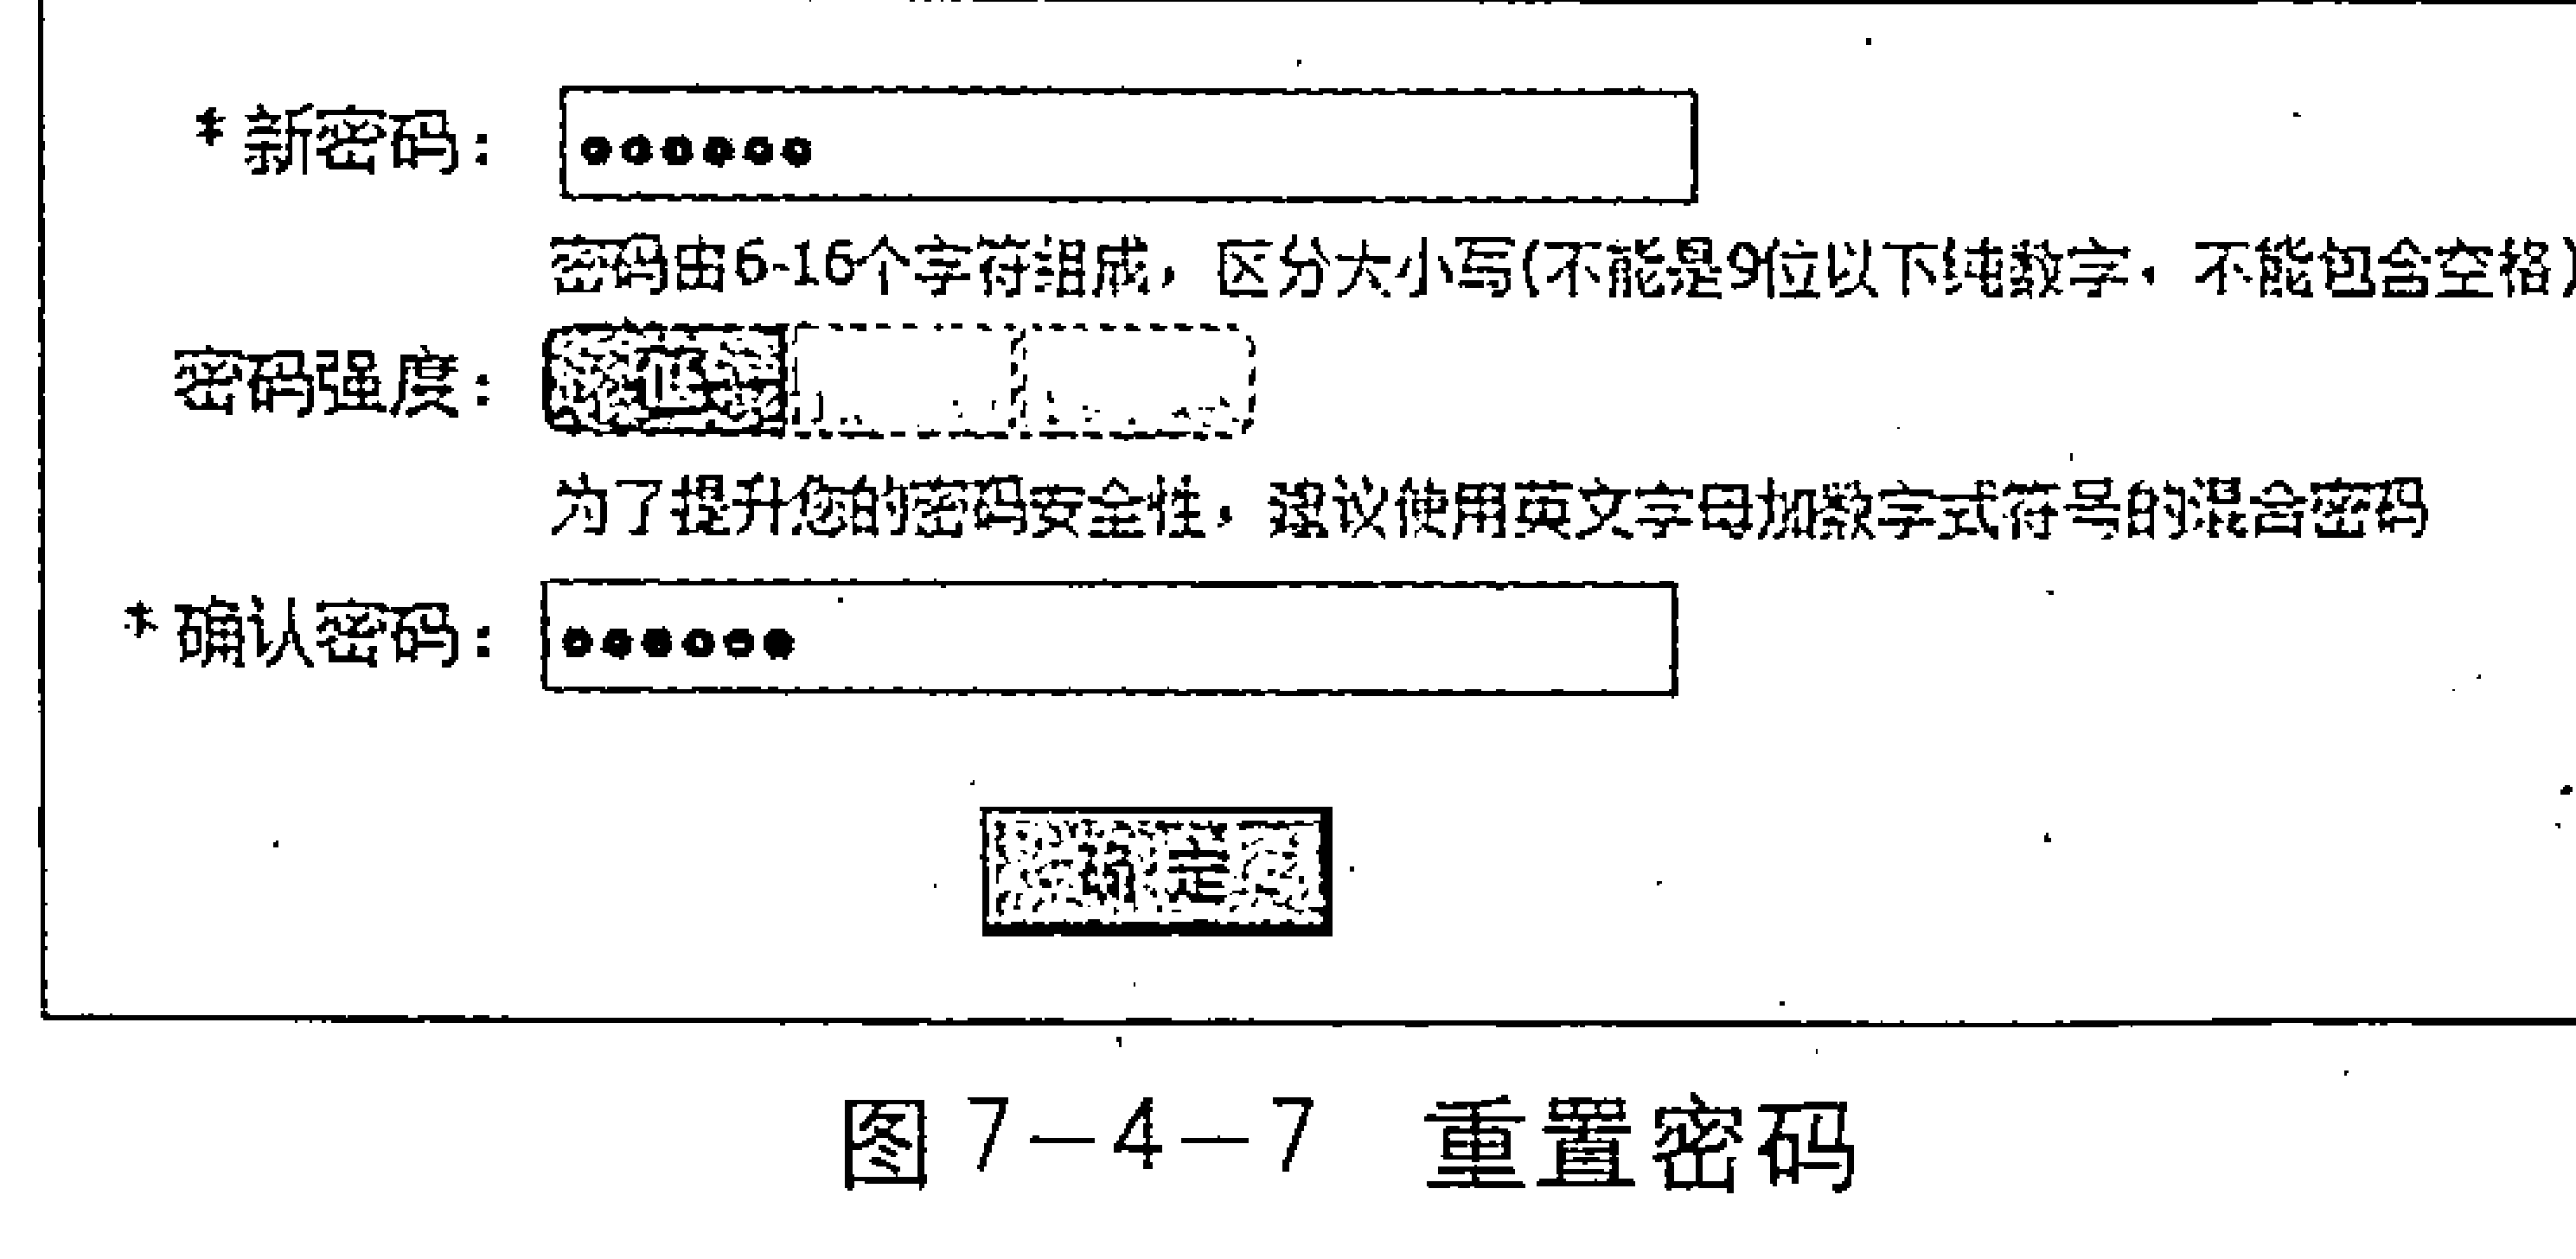 * 新密码: ●●●●●●
密码由6-16个字符组成，区分大小写(不能是9位以下纯数字，不能包含空格)
密码强度: 低
为了提升您的密码安全性，建议使用英文字母加数字式符号的混合密码
* 确认密码: ●●●●●●
确定
图 7-4-7 重置密码